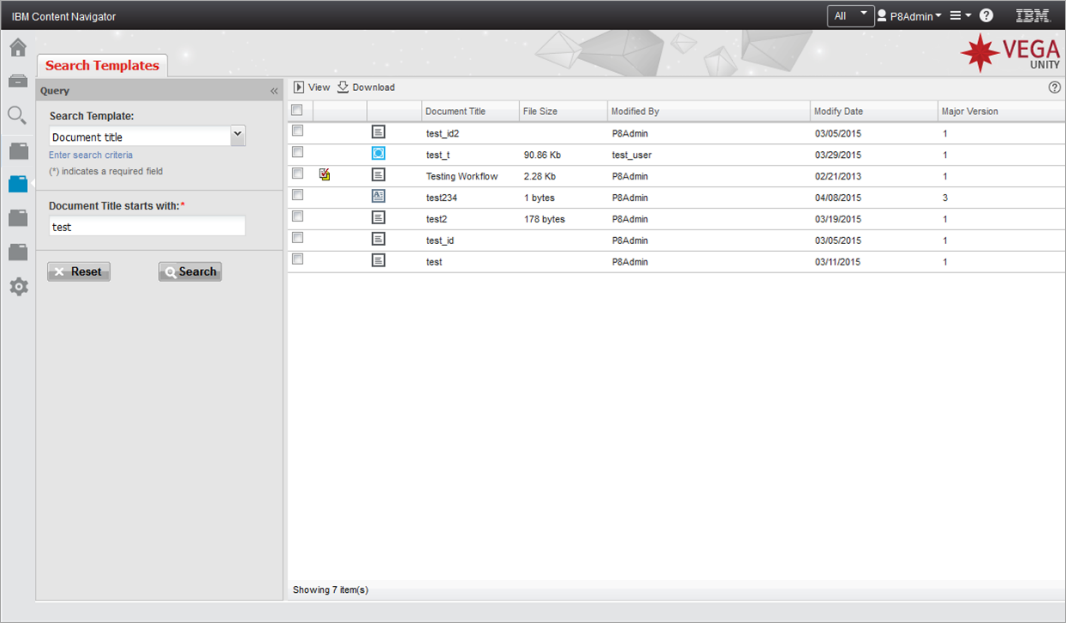 IBM Content Navigator
All
P8Admin
?
IBM
VEGA
UNITY
Search Templates
Query
«
Search Template:
Document title
Enter search criteria
(*) indicates a required field
Document Title starts with:*
test
Reset
Search
View
Download
?
Document Title File Size Modified By Modify Date Major Version
test_id2 P8Admin 03/05/2015 1
test_t 90.86 Kb test_user 03/29/2015 1
Testing Workflow 2.28 Kb P8Admin 02/21/2013 1
test234 1 bytes P8Admin 04/08/2015 3
test2 178 bytes P8Admin 03/19/2015 1
test_id P8Admin 03/05/2015 1
test P8Admin 03/11/2015 1
Showing 7 item(s)